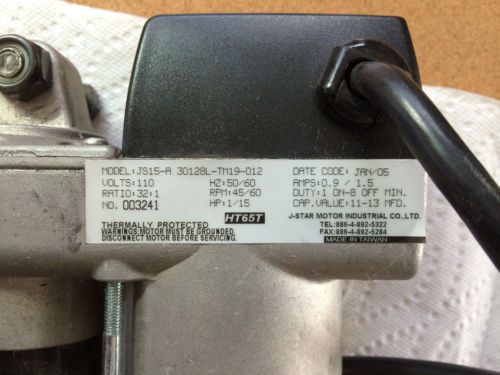 MODEL:JS15-A 30128L-TM19-012 DATE CODE: JAN/05
VOLTS:110 HZ:50/60 AMPS:0.9 / 1.5
RATIO:32:1 RPM:45/60 DUTY:1 ON-8 OFF MIN.
NO. 003241 HP:1/15 CAP.VALUE:11-13 MFD.
THERMALLY PROTECTED HT65T J-STAR MOTOR INDUSTRIAL CO.,LTD.
WARNINGS:MOTOR MUST BE GROUNDED. TEL:886-4-892-5322
DISCONNECT MOTOR BEFORE SERVICING. FAX:886-4-892-5284
MADE IN TAIWAN